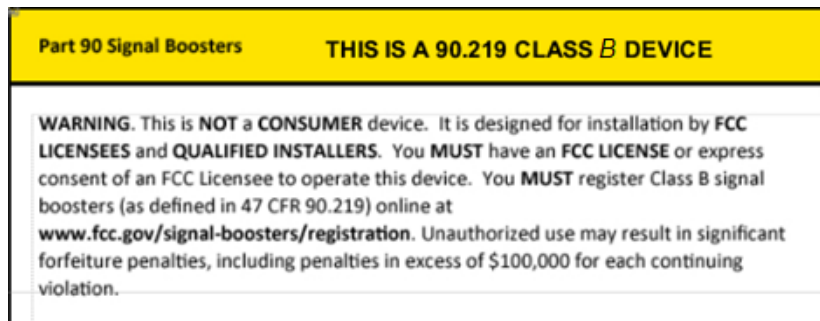 Part 90 Signal Boosters THIS IS A 90.219 CLASS B DEVICE
WARNING. This is NOT a CONSUMER device. It is designed for installation by FCC
LICENSEES and QUALIFIED INSTALLERS. You MUST have an FCC LICENSE or express
consent of an FCC Licensee to operate this device. You MUST register Class B signal
boosters (as defined in 47 CFR 90.219) online at
www.fcc.gov/signal-boosters/registration. Unauthorized use may result in significant
forfeiture penalties, including penalties in excess of $100,000 for each continuing
violation.